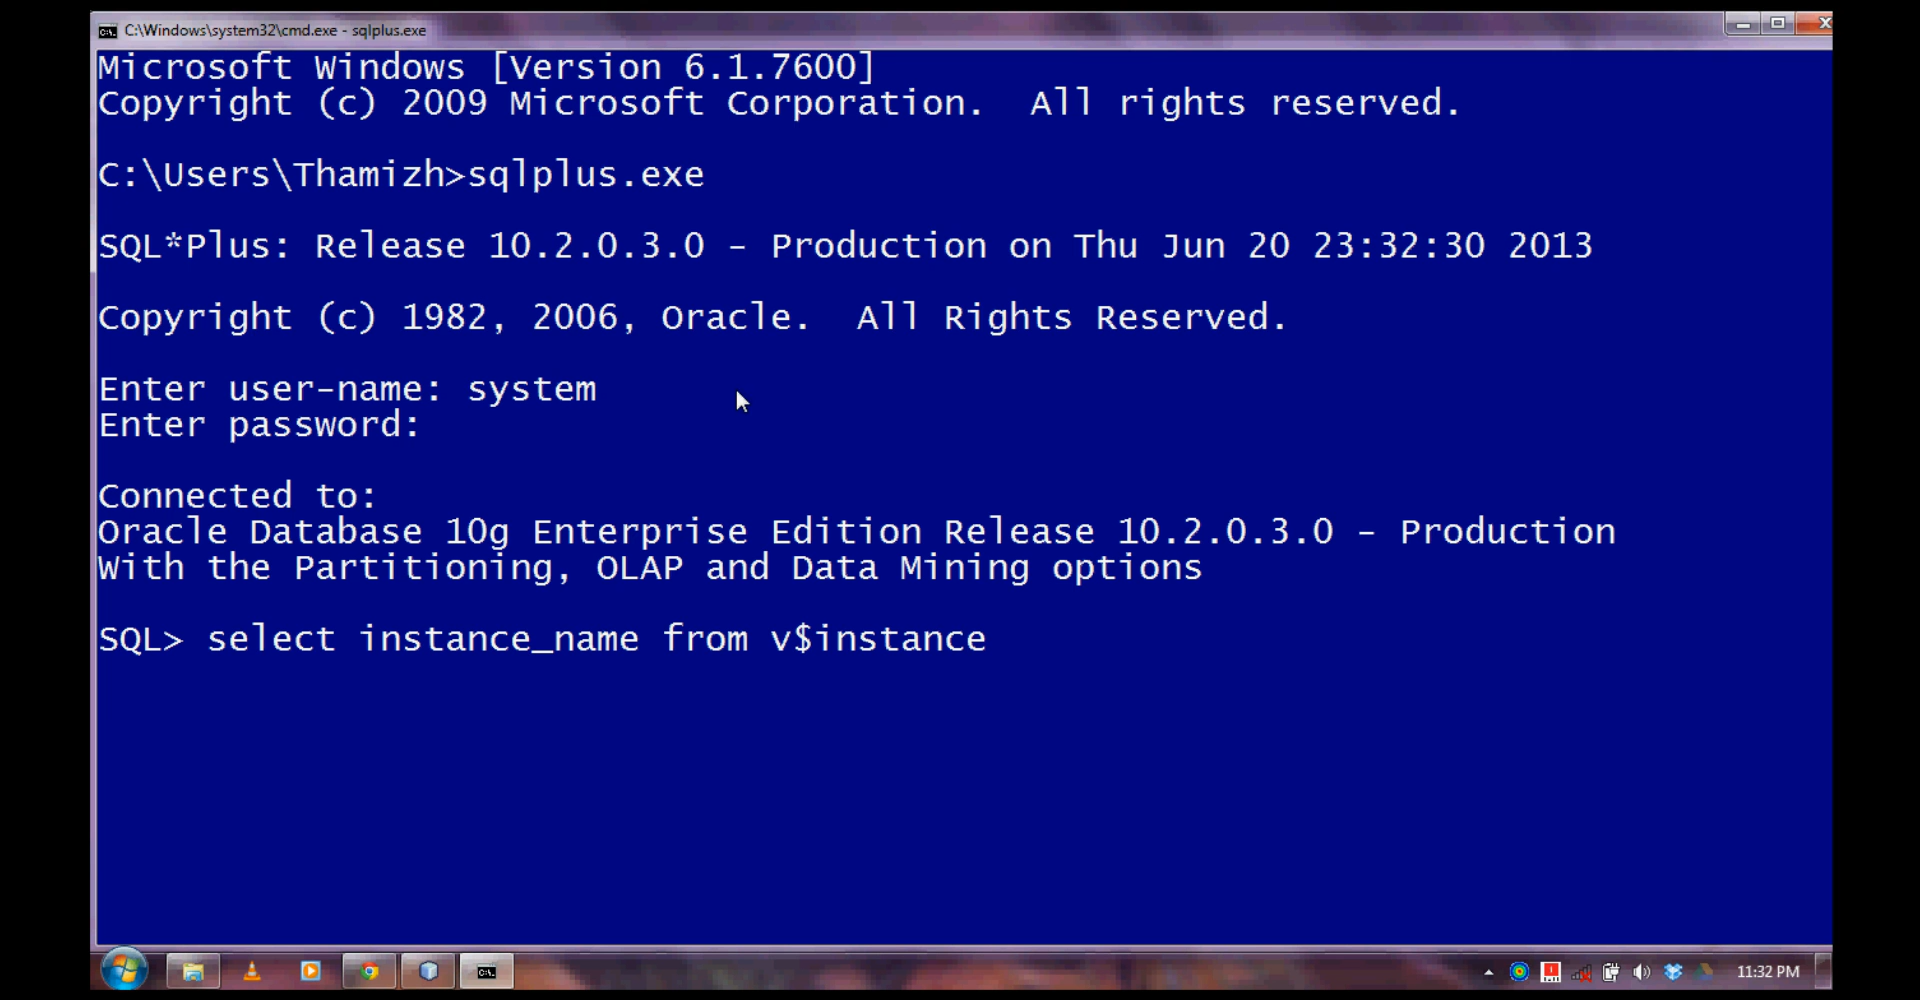 C:\Windows\system32\cmd.exe - sqlplus.exe
Microsoft Windows [Version 6.1.7600]
Copyright (c) 2009 Microsoft Corporation.  All rights reserved.
C:\Users\Thamizh>sqlplus.exe
SQL*Plus: Release 10.2.0.3.0 - Production on Thu Jun 20 23:32:30 2013
Copyright (c) 1982, 2006, Oracle.  All Rights Reserved.
Enter user-name: system
Enter password:
Connected to:
Oracle Database 10g Enterprise Edition Release 10.2.0.3.0 - Production
With the Partitioning, OLAP and Data Mining options
SQL> select instance_name from v$instance
11:32 PM